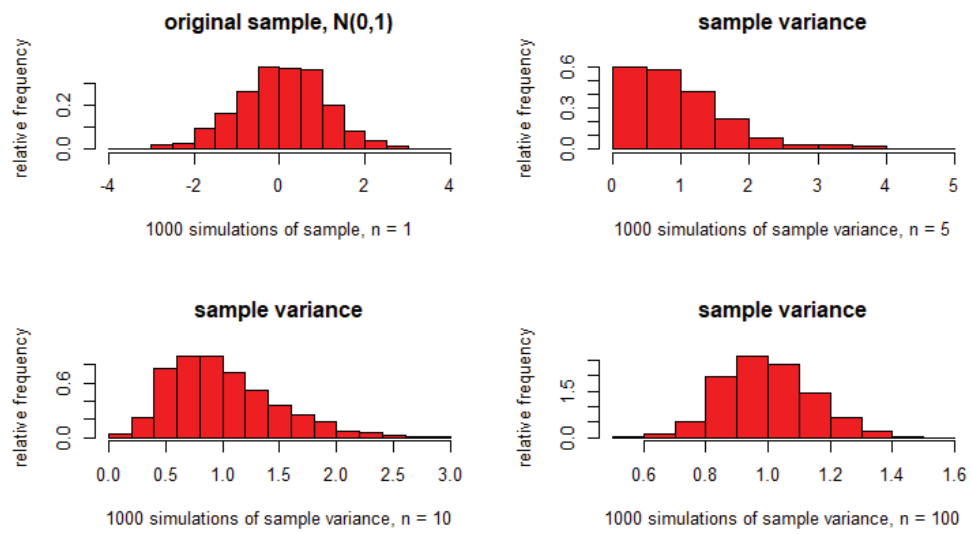 original sample, N(0,1)
relative frequency
0.0 0.2
-4 -2 0 2 4
1000 simulations of sample, n = 1
sample variance
relative frequency
0.0 0.3 0.6
0 1 2 3 4 5
1000 simulations of sample variance, n = 5
sample variance
relative frequency
0.0 0.6
0.0 0.5 1.0 1.5 2.0 2.5 3.0
1000 simulations of sample variance, n = 10
sample variance
relative frequency
0.0 1.5
0.6 0.8 1.0 1.2 1.4 1.6
1000 simulations of sample variance, n = 100